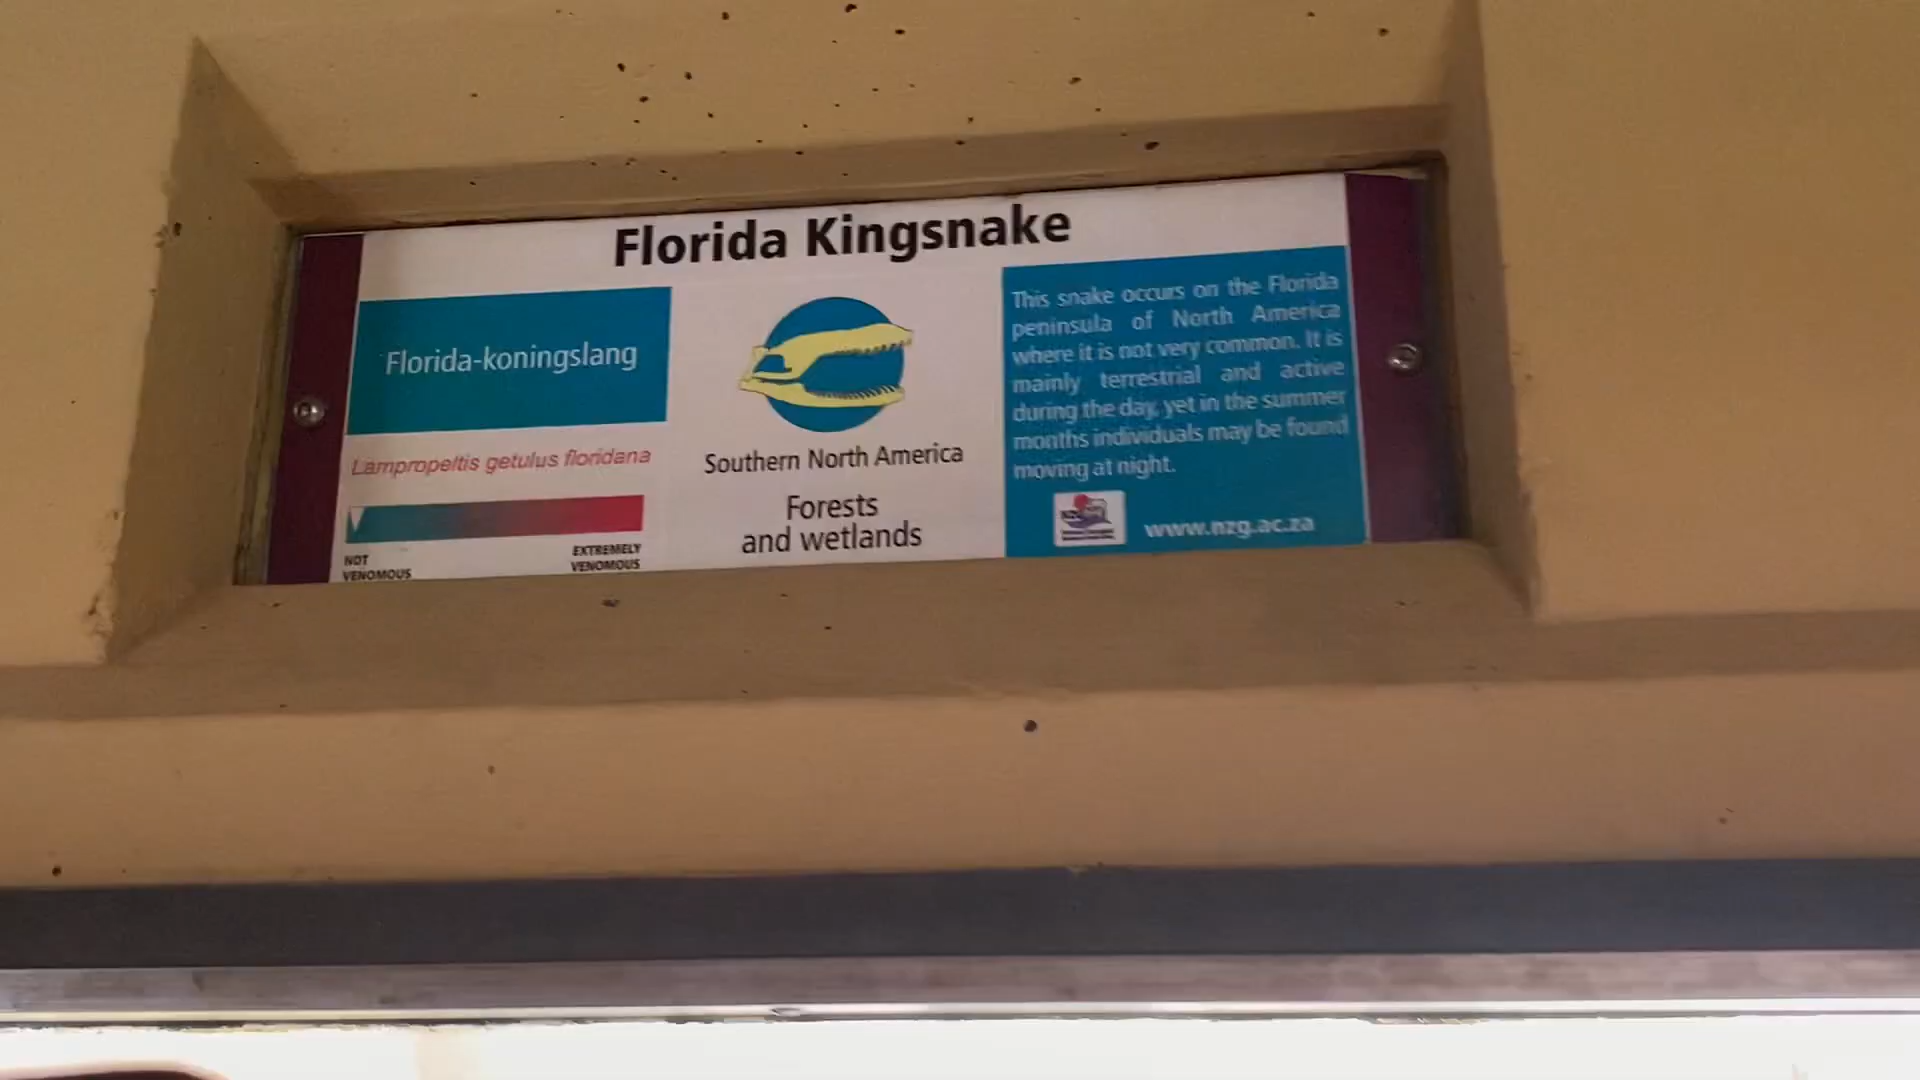 Florida Kingsnake
Florida-koningslang
Lampropeltis getulus floridana
NOT
VENOMOUS
EXTREMELY
VENOMOUS
Southern North America
Forests
and wetlands
This snake occurs on the Florida
peninsula of North America
where it is not very common. It is
mainly terrestrial and active
during the day, yet in the summer
months individuals may be found
moving at night.
NZG
www.nzg.ac.za